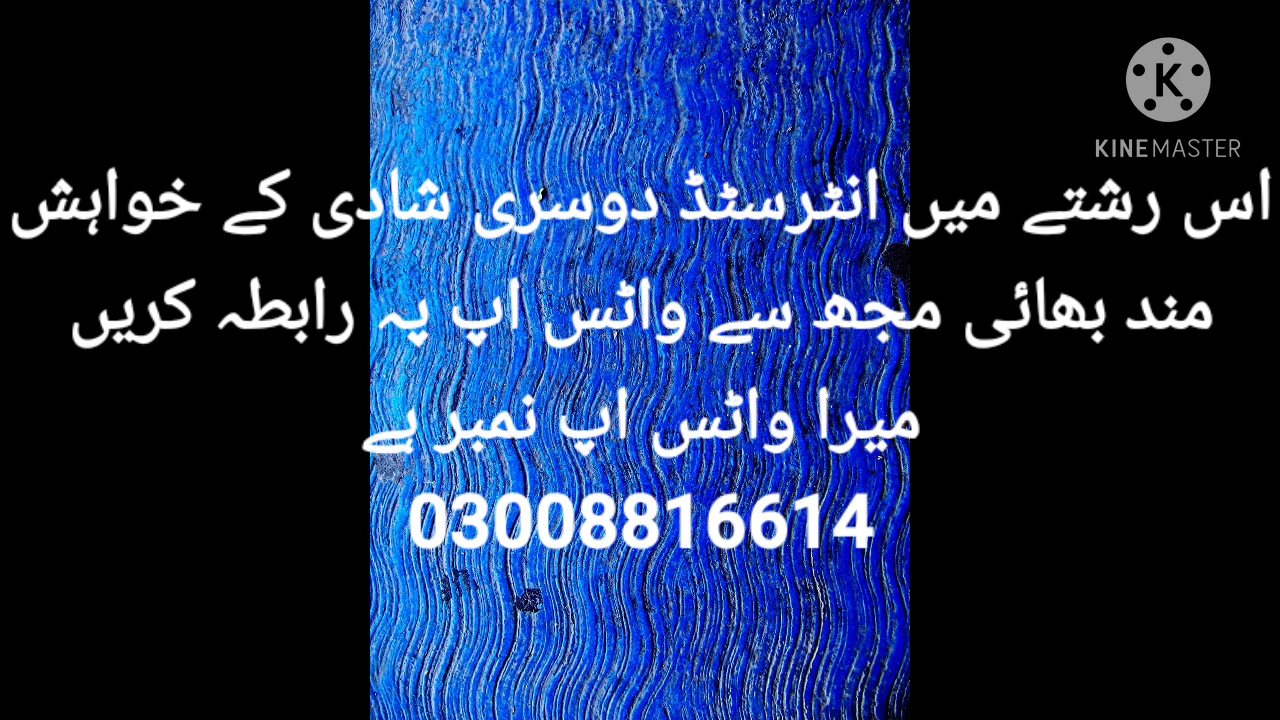 KINEMASTER
اس رشتے میں انٹرسٹڈ دوسری شادی کے خواہش
مند بھائی مجھ سے واٹس اپ پہ رابطہ کریں
میرا واٹس اپ نمبر ہے
03008816614